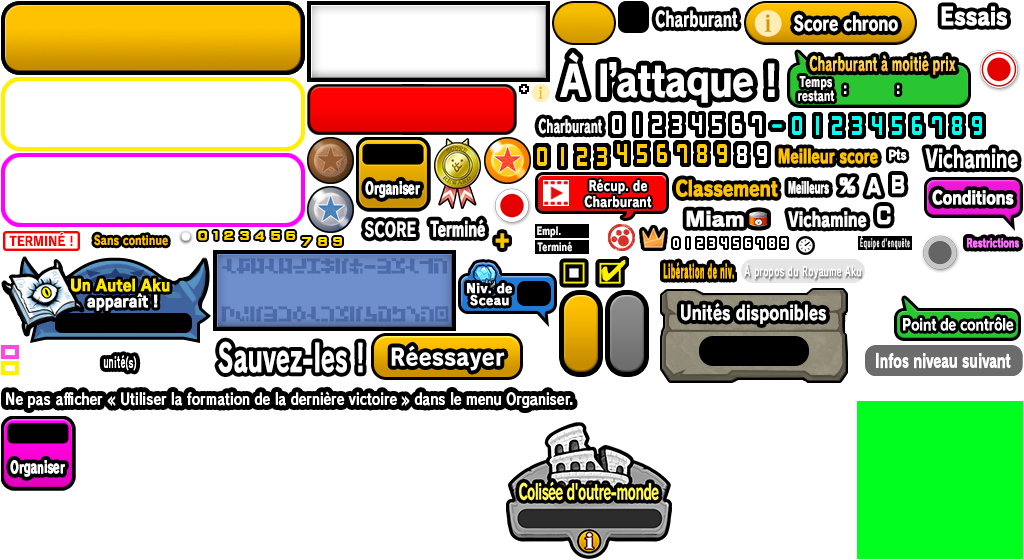 Charburant
Score chrono
Essais
À l'attaque !
Charburant à moitié prix
Temps
restant : :
Charburant 01234567-0123456789
0123456789
89
Meilleur score
Pts
Vichamine
Organiser
Récup. de
Charburant
Classement
Meilleurs
%
A
B
Conditions
Miam
Vichamine
C
TERMINÉ !
Sans continue
0123456
789
SCORE
Terminé
Empl.
Terminé
0123456789
Équipe d'enquête
Restrictions
Un Autel Aku
apparaît !
Niv. de
Sceau
Libération de niv.
À propos du Royaume Aku
Unités disponibles
Point de contrôle
unité(s)
Sauvez-les !
Réessayer
Infos niveau suivant
Ne pas afficher « Utiliser la formation de la dernière victoire » dans le menu Organiser.
Organiser
Colisée d'outre-monde